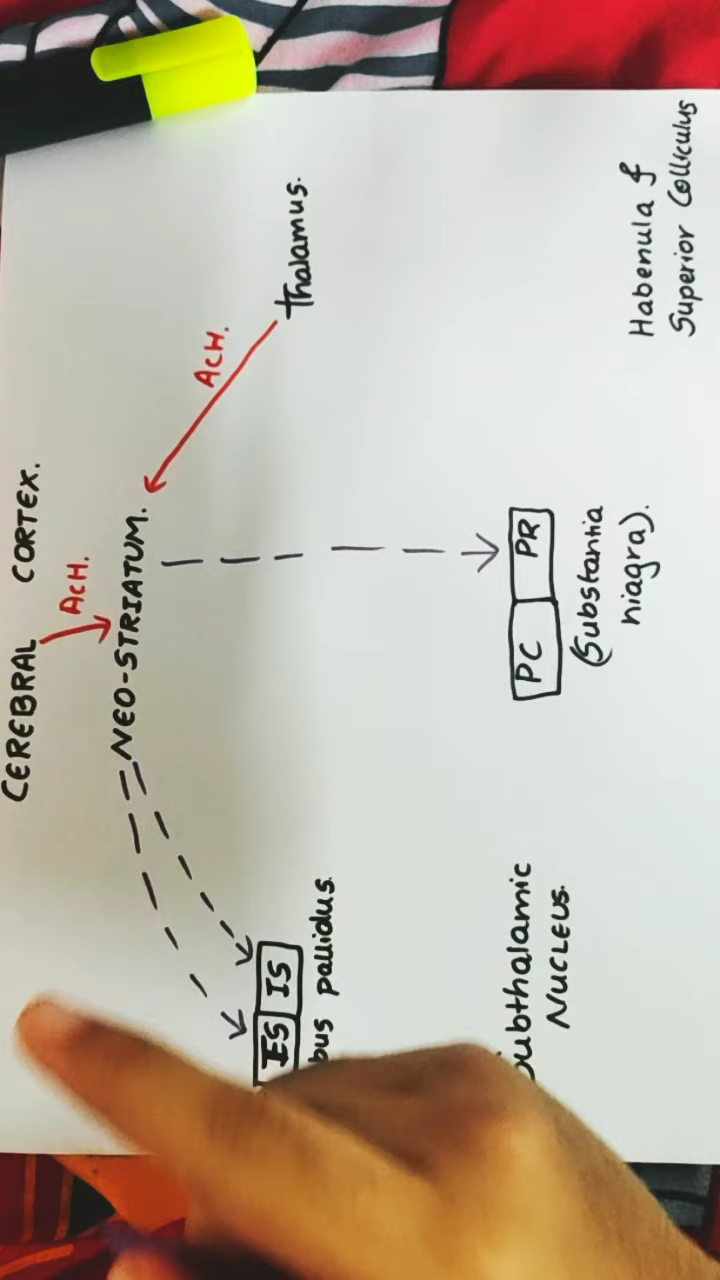 CEREBRAL CORTEX.
AcH.
NEO-STRIATUM.
AcH.
Thalamus.
ES IS
bus pallidus.
PC PR
(Substantia
niagra).
ubthalamic
NUCLEUS.
Habenula &
Superior Colliculus